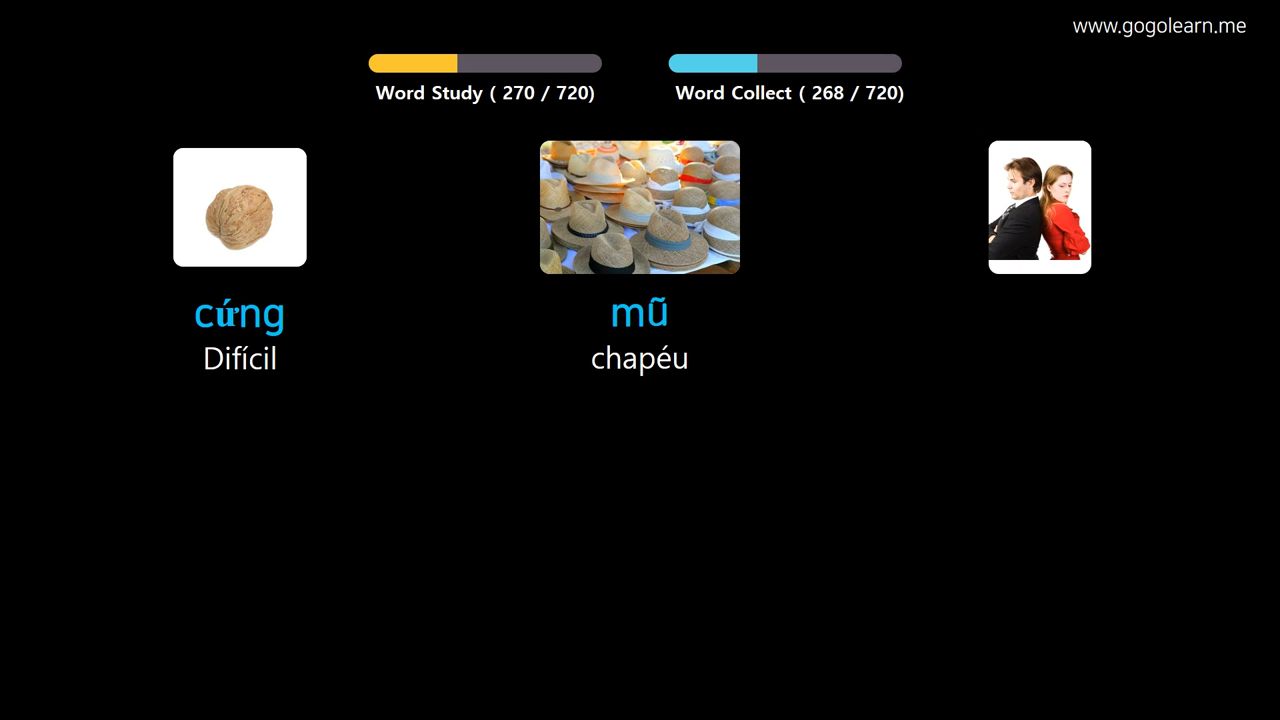 www.gogolearn.me
Word Study ( 270 / 720)
Word Collect ( 268 / 720)
cứng
Difícil
mũ
chapéu